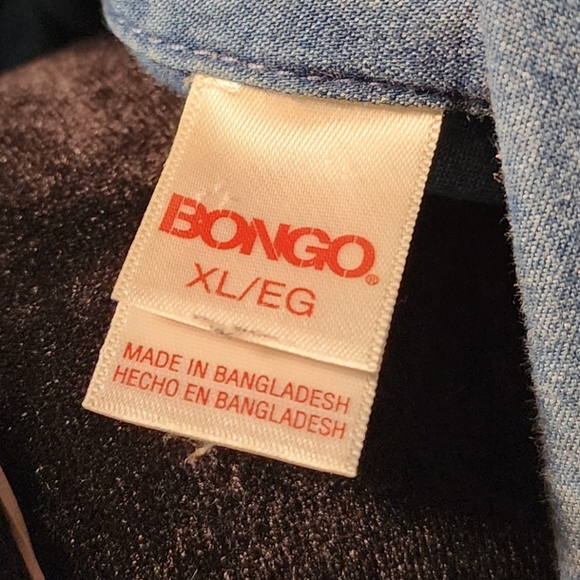 BONGO®
XL/EG
MADE IN BANGLADESH
HECHO EN BANGLADESH